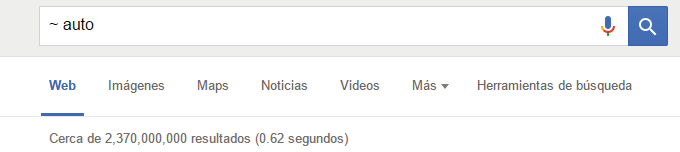 ~ auto
Web Imágenes Maps Noticias Videos Más Herramientas de búsqueda
Cerca de 2,370,000,000 resultados (0.62 segundos)